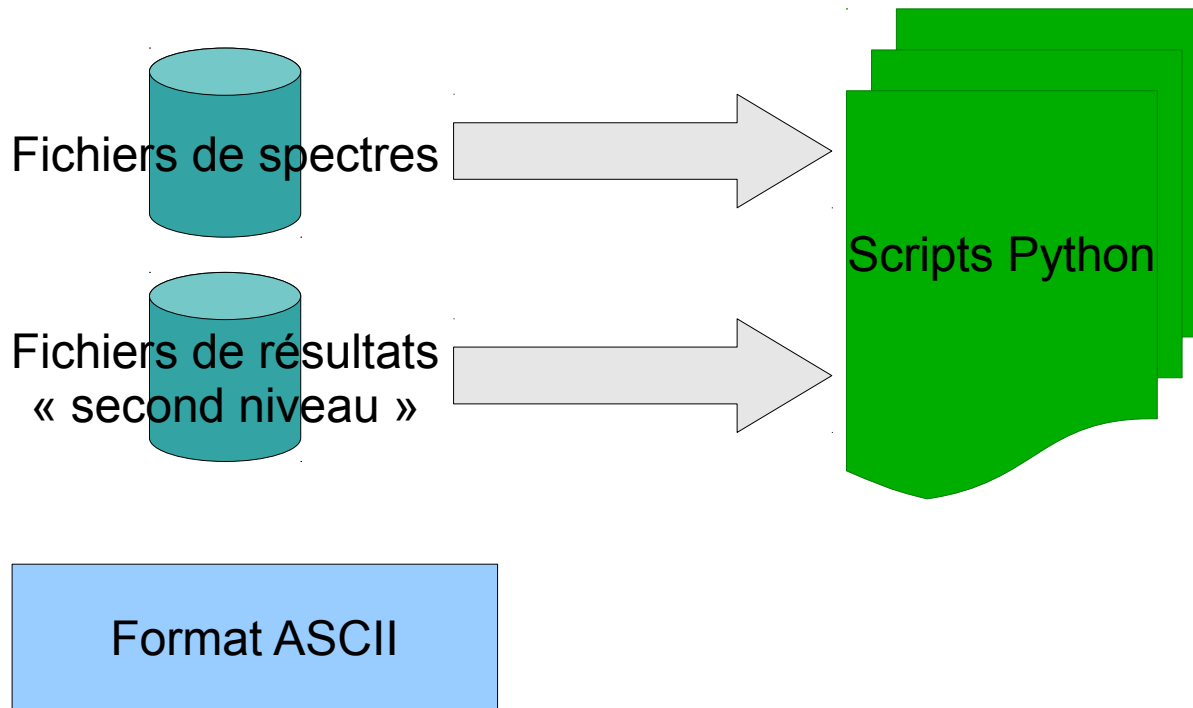 Fichiers de spectres
Scripts Python
Fichiers de résultats
« second niveau »
Format ASCII